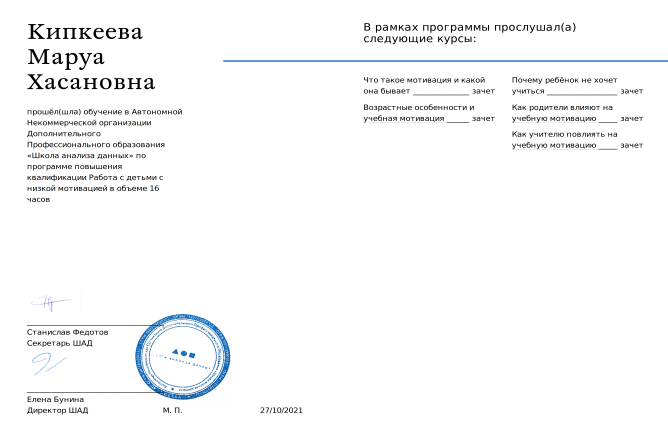 Кипкеева
Маруа
Хасановна
прошёл(шла) обучение в Автономной
Некоммерческой организации
Дополнительного
Профессионального образования
«Школа анализа данных» по
программе повышения
квалификации Работа с детьми с
низкой мотивацией в объеме 16
часов
Станислав Федотов
Секретарь ШАД
Елена Бунина
Директор ШАД
М. П.
27/10/2021
В рамках программы прослушал(а)
следующие курсы:
Что такое мотивация и какой
она бывает _______________ зачет
Возрастные особенности и
учебная мотивация ______ зачет
Почему ребёнок не хочет
учиться ___________________ зачет
Как родители влияют на
учебную мотивацию _____ зачет
Как учителю повлиять на
учебную мотивацию _____ зачет